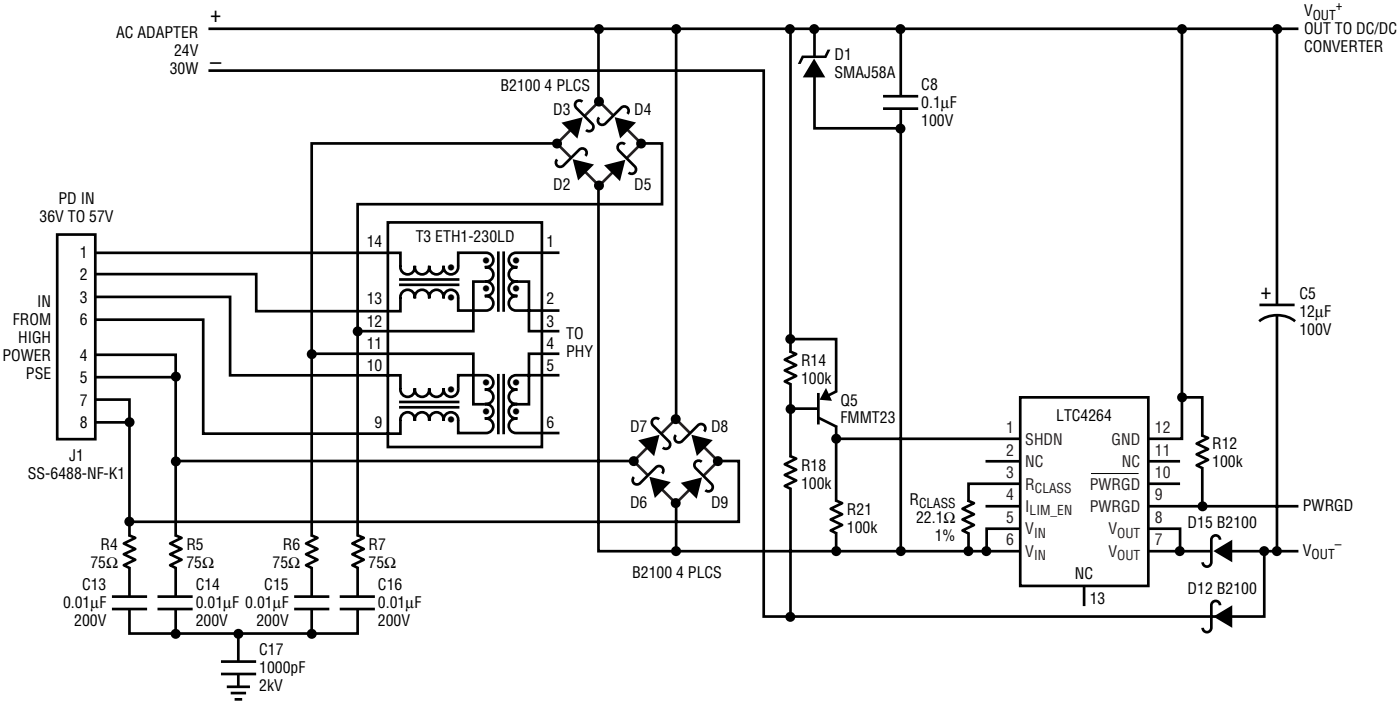 +
AC ADAPTER
24V
30W
–
VOUT+
OUT TO DC/DC
CONVERTER
B2100 4 PLCS
D3
D4
D2
D5
D1
SMAJ58A
C8
0.1µF
100V
PD IN
36V TO 57V
1
2
3
6
4
5
7
8
IN
FROM
HIGH
POWER
PSE
J1
SS-6488-NF-K1
T3 ETH1-230LD
14
13
12
11
10
9
1
2
3
4
5
6
TO
PHY
D7
D8
D6
D9
B2100 4 PLCS
R14
100k
Q5
FMMT23
R18
100k
R21
100k
RCLASS
22.1Ω
1%
LTC4264
1
SHDN
2
NC
3
RCLASS
4
ILIM_EN
5
VIN
6
VIN
GND
12
NC
11
PWRGD
10
PWRGD
9
VOUT
8
VOUT
7
NC
13
R12
100k
+
C5
12µF
100V
PWRGD
D15 B2100
VOUT–
D12 B2100
R4
75Ω
R5
75Ω
R6
75Ω
R7
75Ω
C13
0.01µF
200V
C14
0.01µF
200V
C15
0.01µF
200V
C16
0.01µF
200V
C17
1000pF
2kV